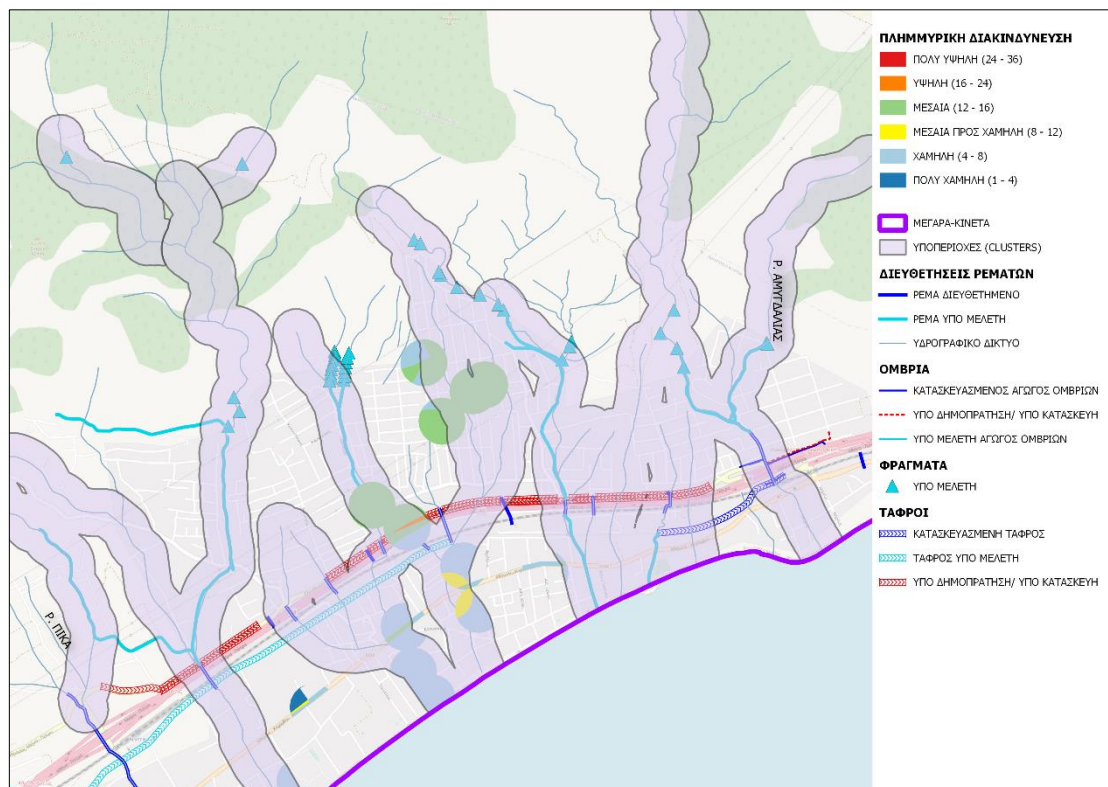 ΠΛΗΜΜΥΡΙΚΗ ΔΙΑΚΙΝΔΥΝΕΥΣΗ
ΠΟΛΥ ΥΨΗΛΗ (24 - 36)
ΥΨΗΛΗ (16 - 24)
ΜΕΣΑΙΑ (12 - 16)
ΜΕΣΑΙΑ ΠΡΟΣ ΧΑΜΗΛΗ (8 - 12)
ΧΑΜΗΛΗ (4 - 8)
ΠΟΛΥ ΧΑΜΗΛΗ (1 - 4)
ΜΕΓΑΡΑ-ΚΙΝΕΤΑ
ΥΠΟΠΕΡΙΟΧΕΣ (CLUSTERS)
ΔΙΕΥΘΕΤΗΣΕΙΣ ΡΕΜΑΤΩΝ
ΡΕΜΑ ΔΙΕΥΘΕΤΗΜΕΝΟ
ΡΕΜΑ ΥΠΟ ΜΕΛΕΤΗ
ΥΔΡΟΓΡΑΦΙΚΟ ΔΙΚΤΥΟ
ΟΜΒΡΙΑ
ΚΑΤΑΣΚΕΥΑΣΜΕΝΟΣ ΑΓΩΓΟΣ ΟΜΒΡΙΩΝ
ΥΠΟ ΔΗΜΟΠΡΑΤΗΣΗ/ ΥΠΟ ΚΑΤΑΣΚΕΥΗ
ΥΠΟ ΜΕΛΕΤΗ ΑΓΩΓΟΣ ΟΜΒΡΙΩΝ
ΦΡΑΓΜΑΤΑ
ΥΠΟ ΜΕΛΕΤΗ
ΤΑΦΡΟΙ
ΚΑΤΑΣΚΕΥΑΣΜΕΝΗ ΤΑΦΡΟΣ
ΤΑΦΡΟΣ ΥΠΟ ΜΕΛΕΤΗ
ΥΠΟ ΔΗΜΟΠΡΑΤΗΣΗ/ ΥΠΟ ΚΑΤΑΣΚΕΥΗ
Ρ. ΑΜΥΓΔΑΛΙΑΣ
Ρ. ΠΙΚΑ